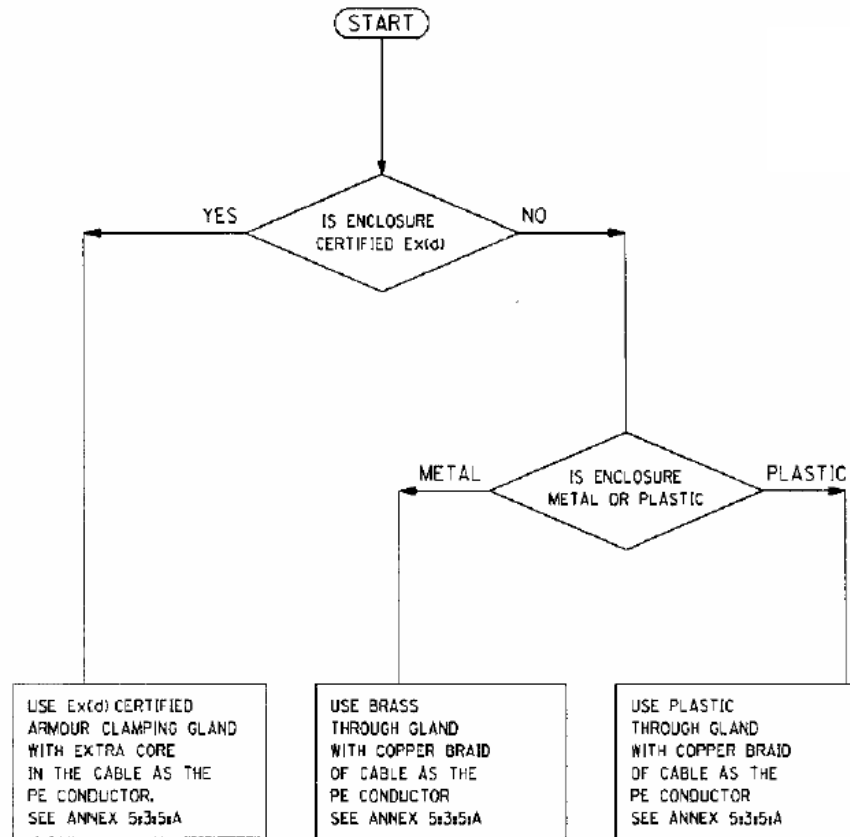 START
YES
IS ENCLOSURE
CERTIFIED Ex(d)
NO
METAL
IS ENCLOSURE
METAL OR PLASTIC
PLASTIC
USE Ex(d) CERTIFIED
ARMOUR CLAMPING GLAND
WITH EXTRA CORE
IN THE CABLE AS THE
PE CONDUCTOR.
SEE ANNEX 5:3:5:A
USE BRASS
THROUGH GLAND
WITH COPPER BRAID
OF CABLE AS THE
PE CONDUCTOR
SEE ANNEX 5:3:5:A
USE PLASTIC
THROUGH GLAND
WITH COPPER BRAID
OF CABLE AS THE
PE CONDUCTOR
SEE ANNEX 5:3:5:A